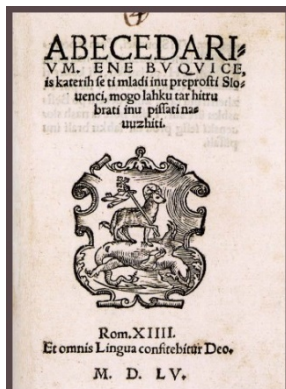 ABECEDARI⸗
VM. ENE BVQVICE,
is katerih ſe ti mladi inu preproſti Slo⸗
uenci, mogo lahku tar hitru
brati inu piſſati na⸗
uuzhiti.
Rom. XIIII.
Et omnis Lingua confitebitur Deo.
M. D. LV.